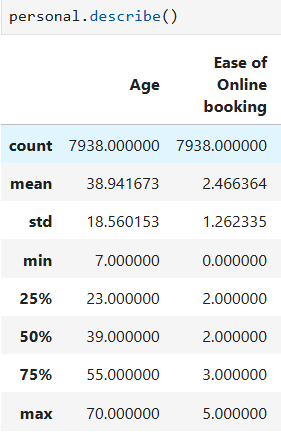 personal.describe()
Ease of
Online
Age booking
count 7938.000000 7938.000000
mean 38.941673 2.466364
std 18.560153 1.262335
min 7.000000 0.000000
25% 23.000000 2.000000
50% 39.000000 2.000000
75% 55.000000 3.000000
max 70.000000 5.000000